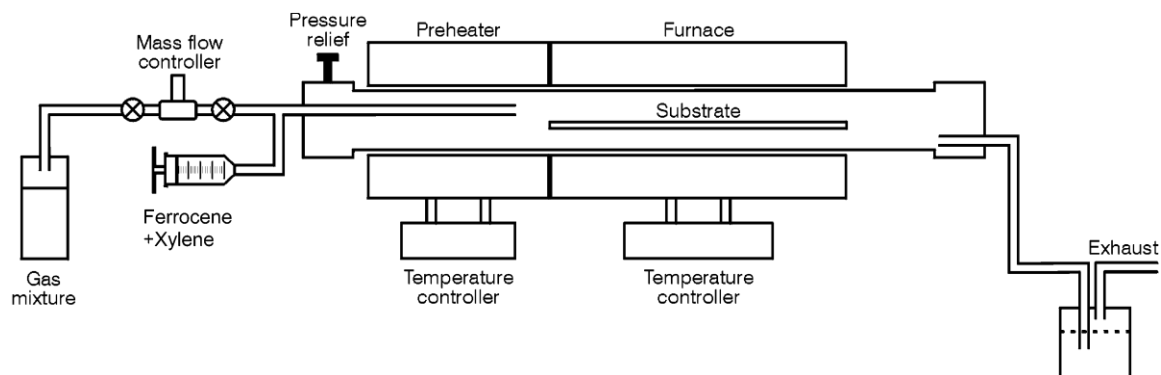 Pressure
relief
Mass flow
controller
Preheater
Furnace
Substrate
Ferrocene
+Xylene
Gas
mixture
Temperature
controller
Temperature
controller
Exhaust